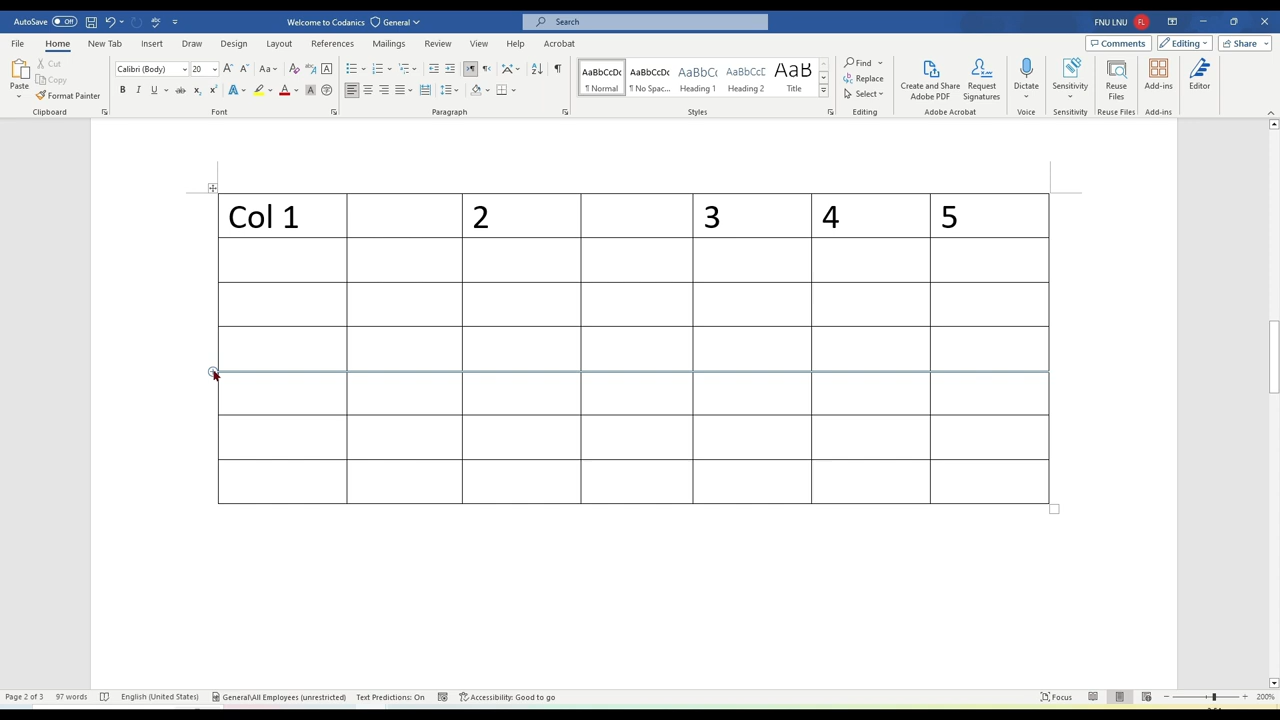 AutoSave Off Welcome to Codanics General Search FNU LNU FL
File Home New Tab Insert Draw Design Layout References Mailings Review View Help Acrobat Comments Editing Share
Paste Cut Copy Format Painter
Clipboard
Calibri (Body) 20
Font
Paragraph
AaBbCcDc AaBbCcDc AaBbCc AaBbCcD AaB
¶ Normal ¶ No Spac... Heading 1 Heading 2 Title
Styles
Find Replace Select
Editing
Create and Share Adobe PDF Request Signatures
Adobe Acrobat
Dictate
Voice
Sensitivity
Sensitivity
Reuse Files
Reuse Files
Add-ins
Add-ins
Editor
Col 1 2 3 4 5
Page 2 of 3 97 words English (United States) General\All Employees (unrestricted) Text Predictions: On Accessibility: Good to go Focus 200%